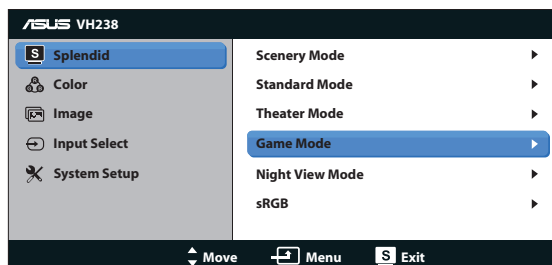 ASUS VH238
S Splendid
Color
Image
Input Select
System Setup
Scenery Mode
Standard Mode
Theater Mode
Game Mode
Night View Mode
sRGB
Move Menu S Exit